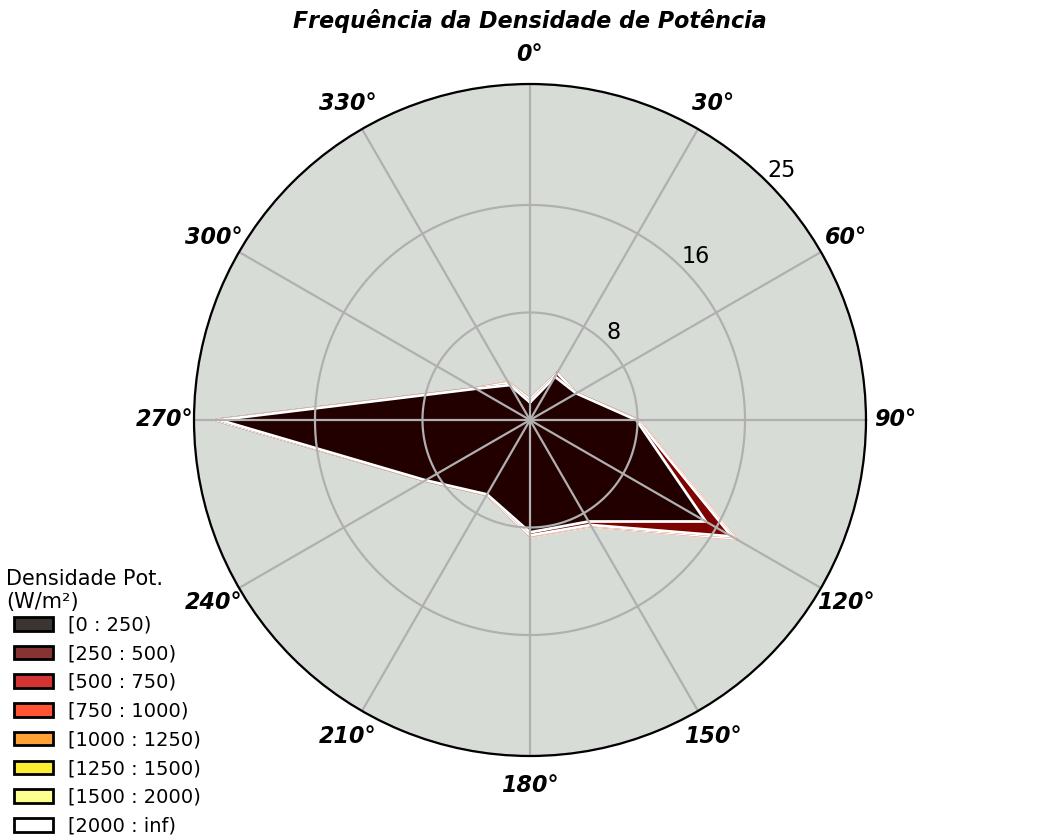 Frequência da Densidade de Potência
0°
330°
30°
25
300°
60°
16
8
270°
90°
240°
120°
210°
150°
180°
Densidade Pot.
(W/m²)
[0 : 250)
[250 : 500)
[500 : 750)
[750 : 1000)
[1000 : 1250)
[1250 : 1500)
[1500 : 2000)
[2000 : inf)